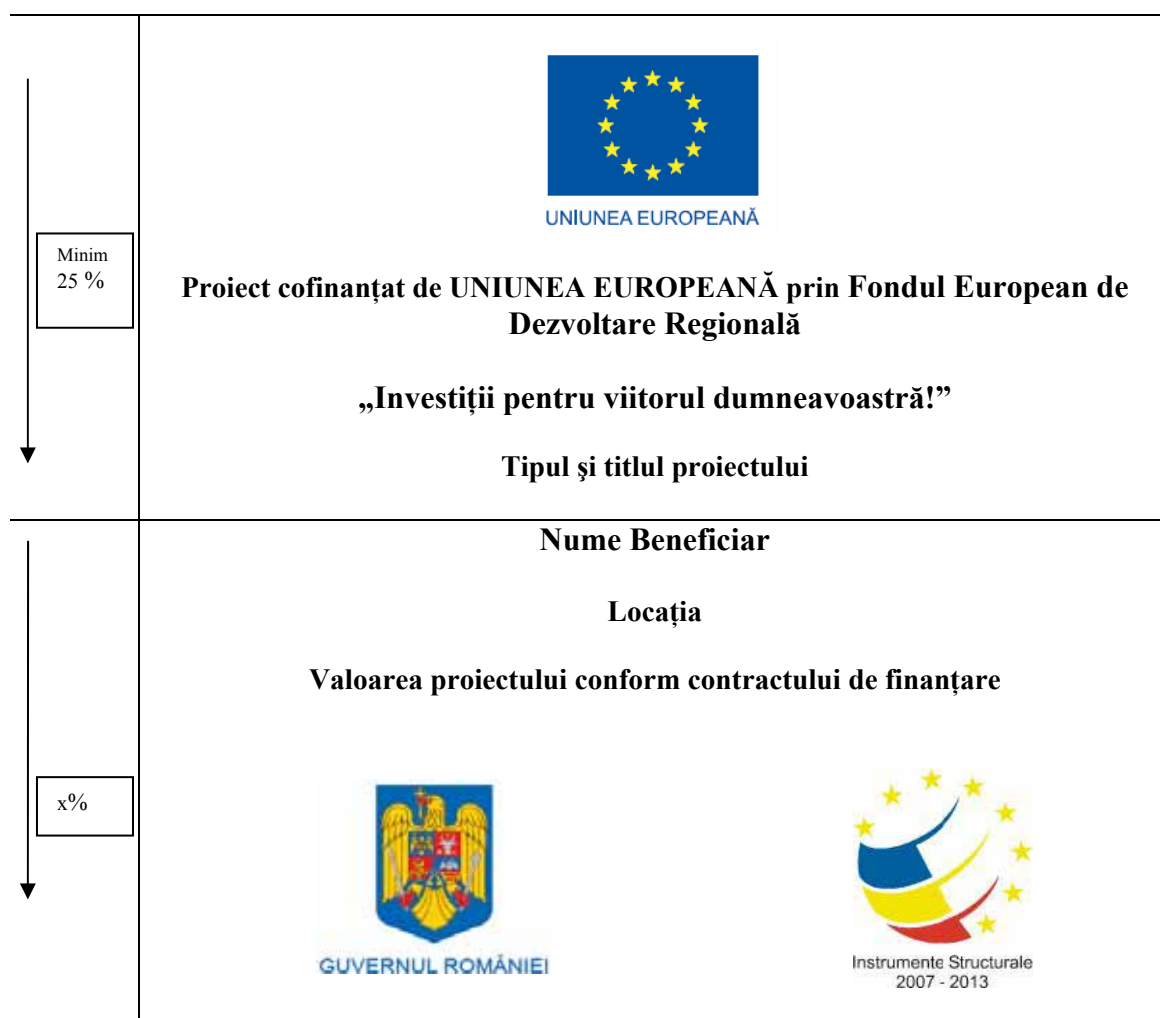 UNIUNEA EUROPEANĂ
Minim
25 %
Proiect cofinanțat de UNIUNEA EUROPEANĂ prin Fondul European de
Dezvoltare Regională
„Investiții pentru viitorul dumneavoastră!”
Tipul şi titlul proiectului
Nume Beneficiar
Locația
Valoarea proiectului conform contractului de finanțare
x%
GUVERNUL ROMÂNIEI
Instrumente Structurale
2007 - 2013